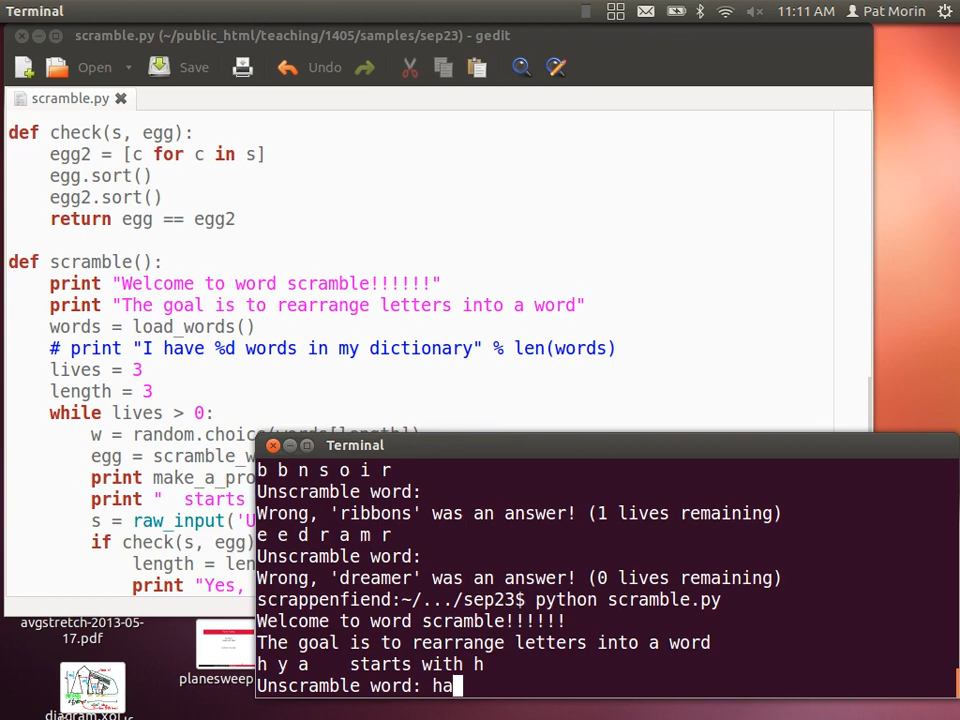 Terminal
11:11 AM
Pat Morin
scramble.py (~/public_html/teaching/1405/samples/sep23) - gedit
Open
Save
Undo
scramble.py
def check(s, egg):
    egg2 = [c for c in s]
    egg.sort()
    egg2.sort()
    return egg == egg2
def scramble():
    print "Welcome to word scramble!!!!!!"
    print "The goal is to rearrange letters into a word"
    words = load_words()
    # print "I have %d words in my dictionary" % len(words)
    lives = 3
    length = 3
    while lives > 0:
        w = random.choice(words[length])
        egg = scramble_w
        print make_a_pro
        print "  starts
        s = raw_input('U
        if check(s, egg)
            length = len
            print "Yes,
Terminal
b b n s o i r
Unscramble word:
Wrong, 'ribbons' was an answer! (1 lives remaining)
e e d r a m r
Unscramble word:
Wrong, 'dreamer' was an answer! (0 lives remaining)
scrappenfiend:~/.../sep23$ python scramble.py
Welcome to word scramble!!!!!!
The goal is to rearrange letters into a word
h y a    starts with h
Unscramble word: ha
avgstretch-2013-05-
17.pdf
planesweep
diagram.xoj